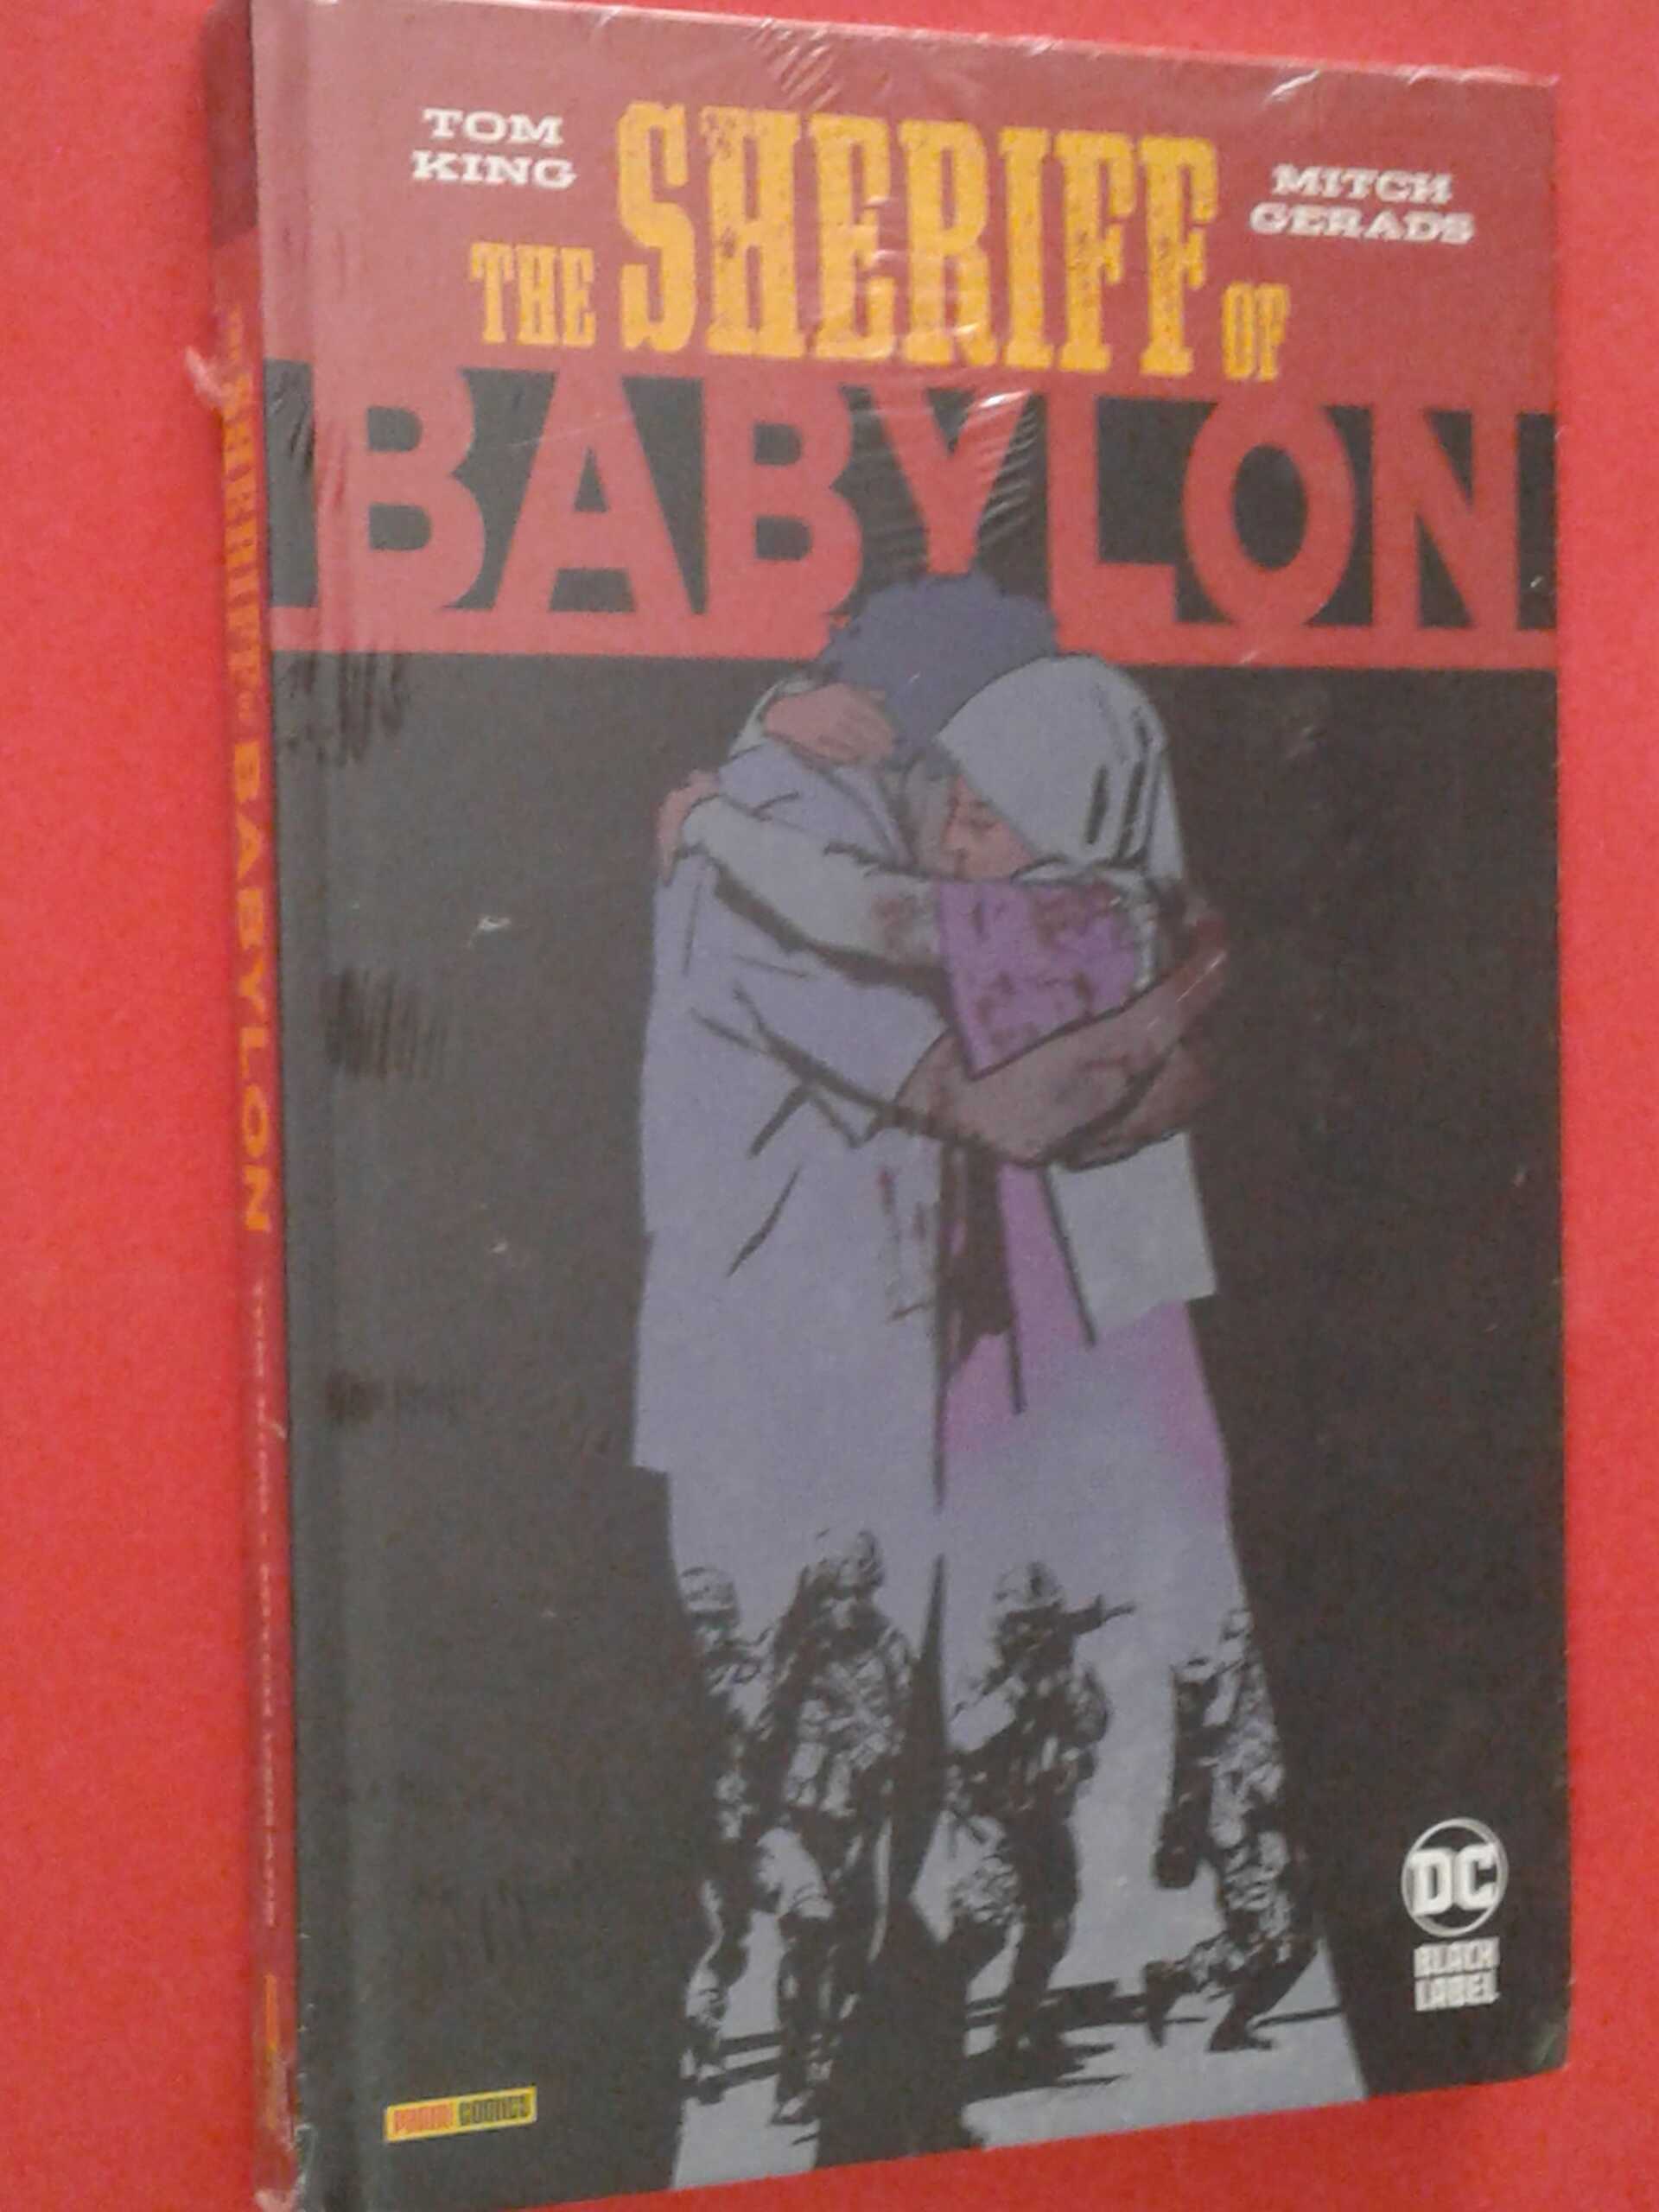 TOM
KING
THE SHERIFF OF
MITCH
GERADS
BABYLON
THE SHERIFF OF BABYLON
DC
BLACK
LABEL
PANINI COMICS